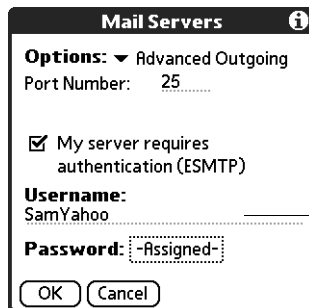 Mail Servers
Options: Advanced Outgoing
Port Number: 25
My server requires
authentication (ESMTP)
Username:
SamYahoo
Password: -Assigned-
OK Cancel